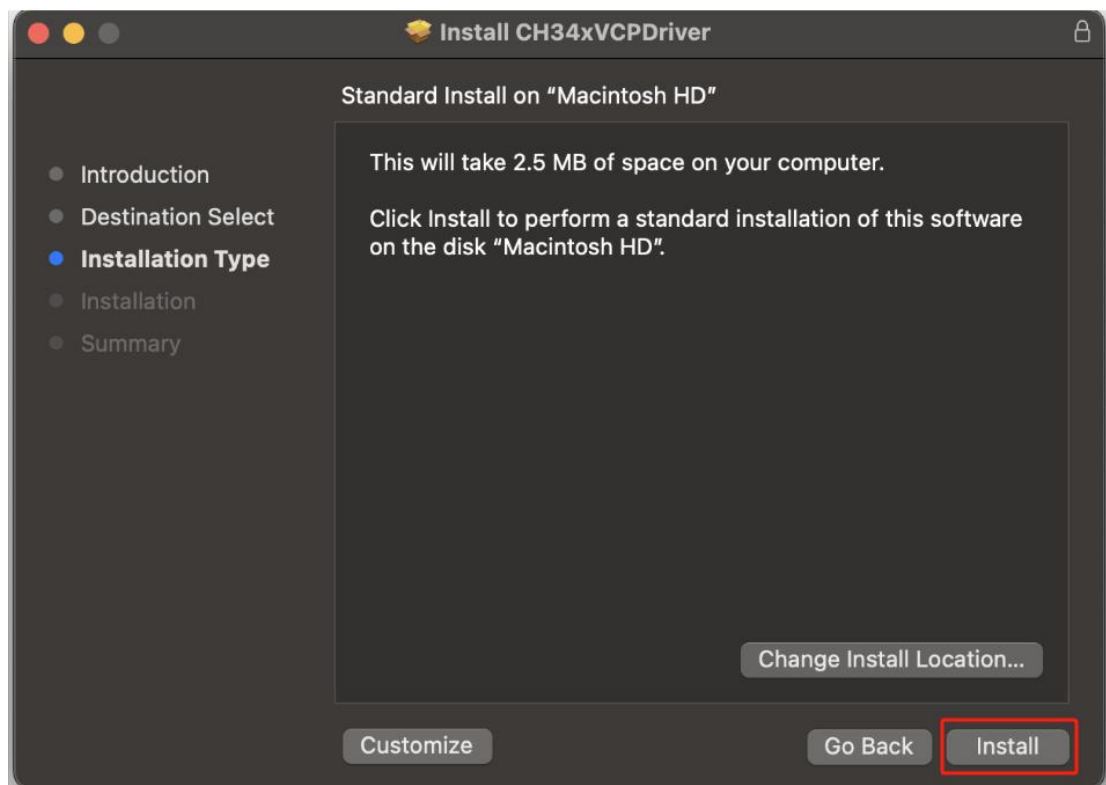 Install CH34xVCPDriver
Standard Install on “Macintosh HD”
Introduction
Destination Select
Installation Type
Installation
Summary
This will take 2.5 MB of space on your computer.
Click Install to perform a standard installation of this software
on the disk “Macintosh HD”.
Change Install Location...
Customize
Go Back
Install